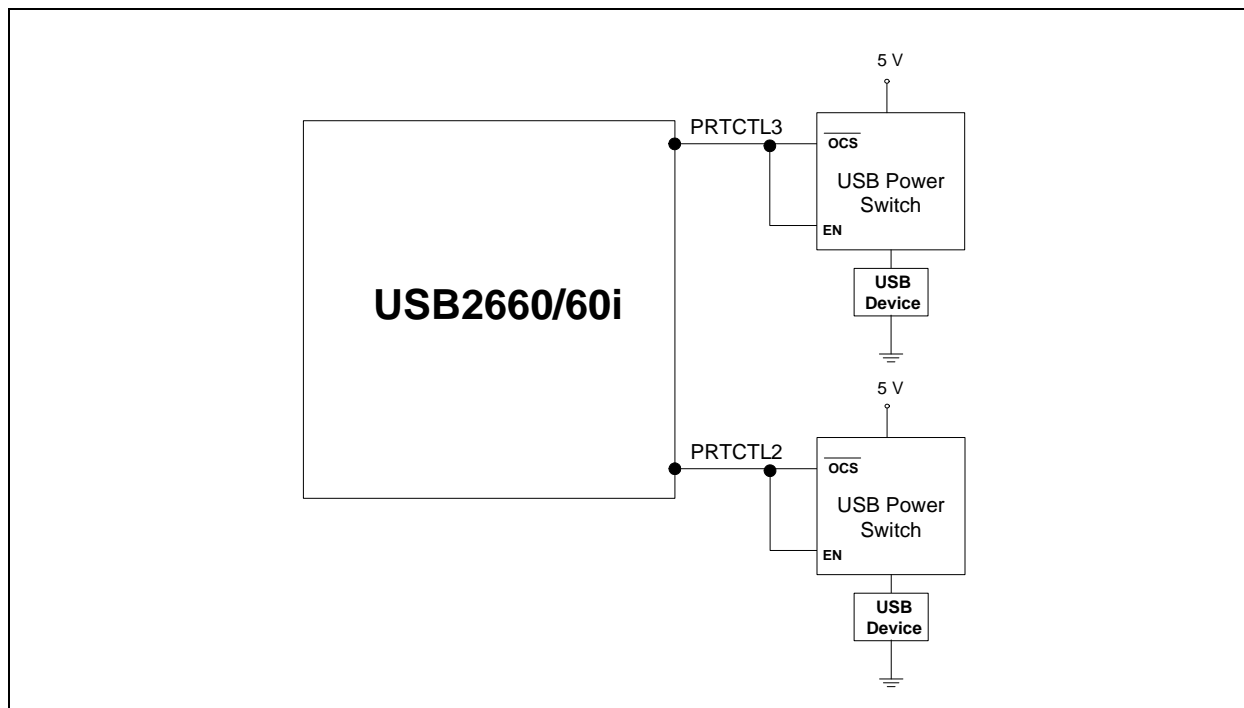 5 V
PRTCTL3
OCS
USB Power
Switch
EN
USB2660/60i
USB
Device
5 V
PRTCTL2
OCS
USB Power
Switch
EN
USB
Device